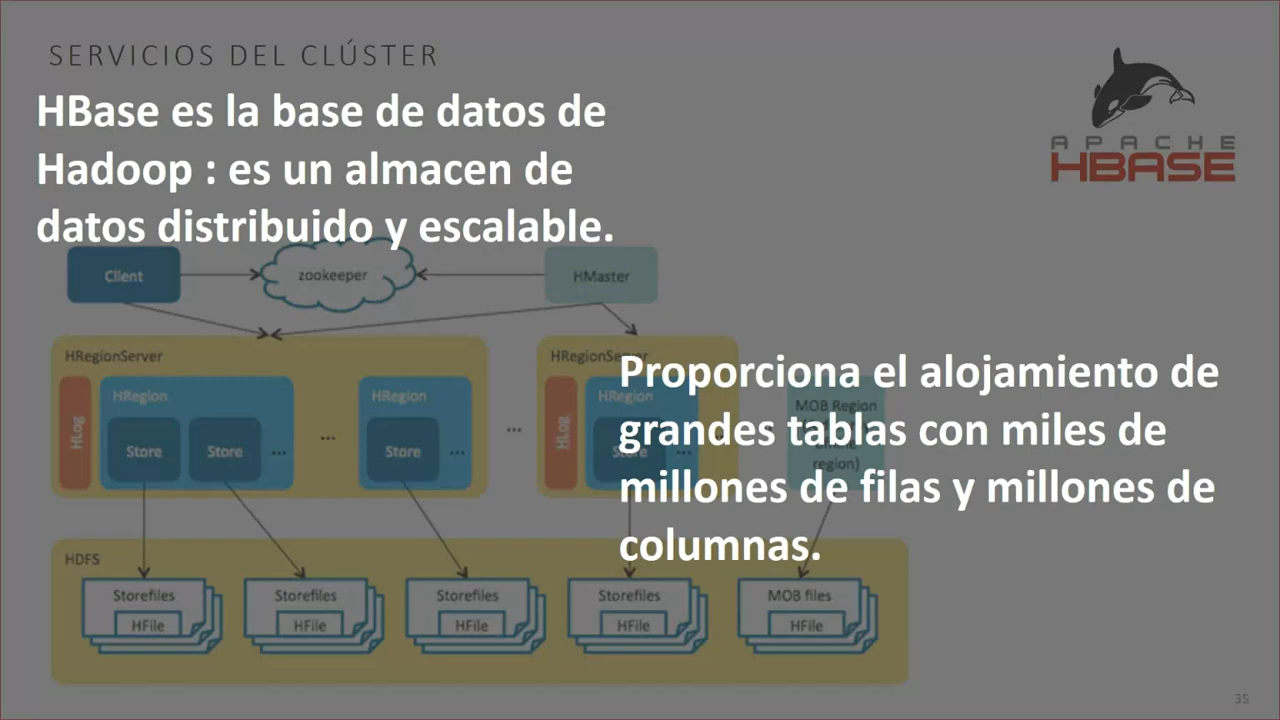 SERVICIOS DEL CLÚSTER
HBase es la base de datos de
Hadoop : es un almacen de
datos distribuido y escalable.
APACHE
HBASE
Client
zookeeper
HMaster
HRegionServer
HRegionServer
Proporciona el alojamiento de
grandes tablas con miles de
millones de filas y millones de
columnas.
HLog
HRegion
Store
Store
...
...
HRegion
Store
...
...
HLog
HRegion
Store
...
MOB Region
region)
HDFS
Storefiles
HFile
Storefiles
HFile
Storefiles
HFile
Storefiles
HFile
MOB files
HFile
35